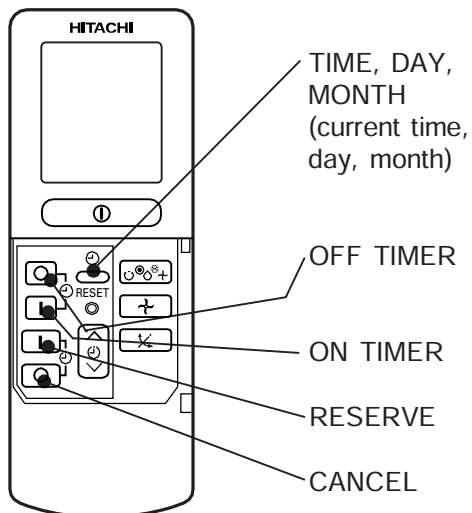 HITACHI
TIME, DAY,
MONTH
(current time,
day, month)
RESET
OFF TIMER
ON TIMER
RESERVE
CANCEL